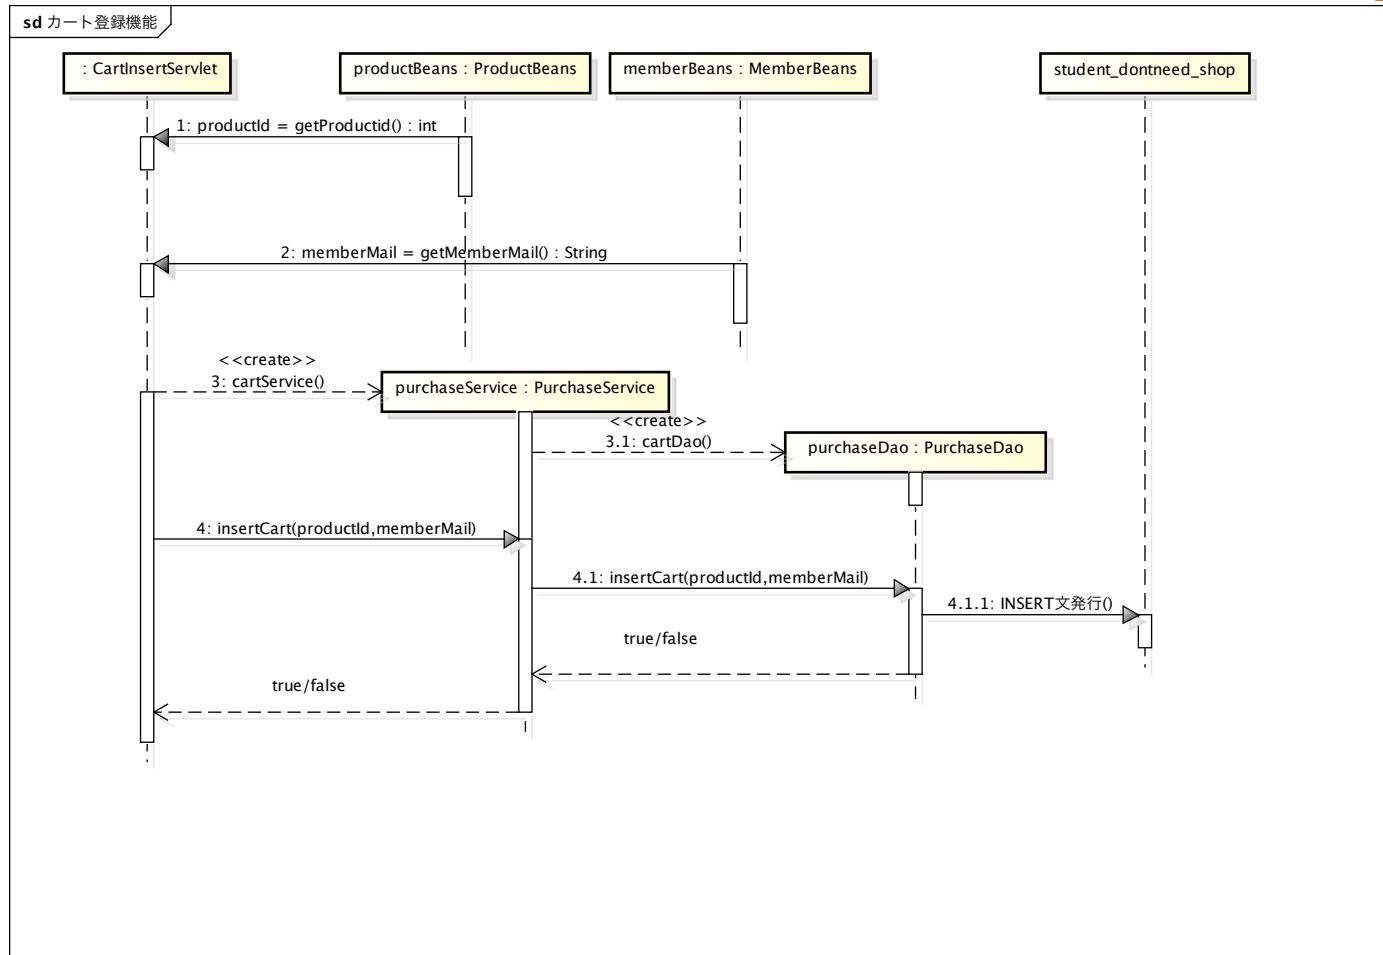 sd カート登録機能
: CartInsertServlet
productBeans : ProductBeans
memberBeans : MemberBeans
student_dontneed_shop
1: productId = getProductid() : int
2: memberMail = getMemberMail() : String
<<create>>
3: cartService()
purchaseService : PurchaseService
<<create>>
3.1: cartDao()
purchaseDao : PurchaseDao
4: insertCart(productId,memberMail)
4.1: insertCart(productId,memberMail)
4.1.1: INSERT文発行()
true/false
true/false